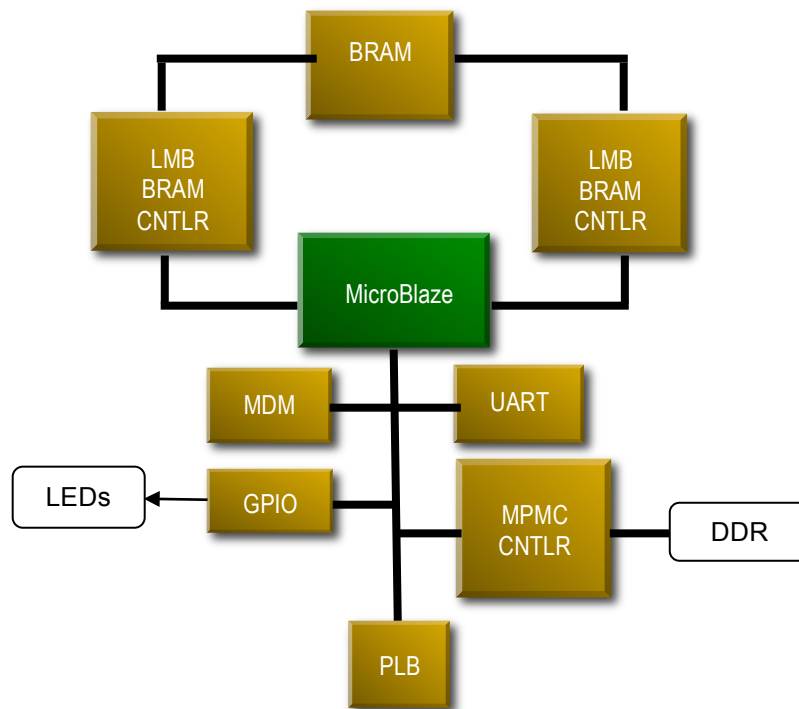 BRAM
LMB
BRAM
CNTLR
LMB
BRAM
CNTLR
MicroBlaze
MDM
UART
LEDs
GPIO
MPMC
CNTLR
DDR
PLB